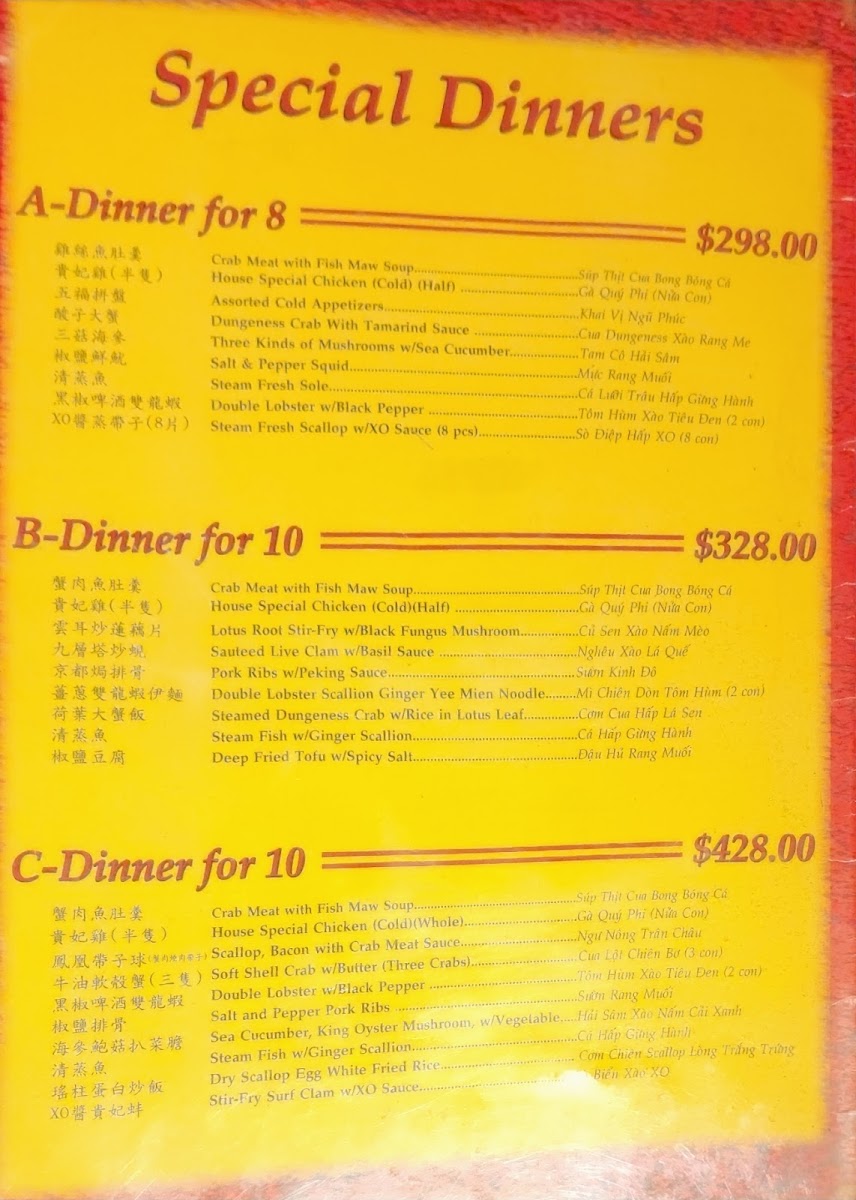 Special Dinners
A-Dinner for 8 $298.00
雞絲魚肚羹 Crab Meat with Fish Maw Soup Súp Thịt Cua Bong Bóng Cá
貴妃雞(半隻) House Special Chicken (Cold) (Half) Gà Quý Phi (Nửa Con)
五福拼盤 Assorted Cold Appetizers Khai Vị Ngũ Phúc
酸子大蟹 Dungeness Crab With Tamarind Sauce Cua Dungeness Xào Rang Me
三菇海參 Three Kinds of Mushrooms w/Sea Cucumber Tam Cô Hải Sâm
椒鹽鮮魷 Salt & Pepper Squid Mực Rang Muối
清蒸魚 Steam Fresh Sole Cá Lưỡi Trâu Hấp Gừng Hành
黑椒啤酒雙龍蝦 Double Lobster w/Black Pepper Tôm Hùm Xào Tiêu Đen (2 con)
XO醬蒸帶子(8片) Steam Fresh Scallop w/XO Sauce (8 pcs) Sò Điệp Hấp XO (8 con)
B-Dinner for 10 $328.00
蟹肉魚肚羹 Crab Meat with Fish Maw Soup Súp Thịt Cua Bong Bóng Cá
貴妃雞(半隻) House Special Chicken (Cold)(Half) Gà Quý Phi (Nửa Con)
雲耳炒蓮藕片 Lotus Root Stir-Fry w/Black Fungus Mushroom Củ Sen Xào Nấm Mèo
九層塔炒蜆 Sauteed Live Clam w/Basil Sauce Nghêu Xào Lá Quế
京都焗排骨 Pork Ribs w/Peking Sauce Sườn Kinh Đô
薑蔥雙龍蝦伊麵 Double Lobster Scallion Ginger Yee Mien Noodle Mì Chiên Dòn Tôm Hùm (2 con)
荷葉大蟹飯 Steamed Dungeness Crab w/Rice in Lotus Leaf Cơm Cua Hấp Lá Sen
清蒸魚 Steam Fish w/Ginger Scallion Cá Hấp Gừng Hành
椒鹽豆腐 Deep Fried Tofu w/Spicy Salt Đậu Hủ Rang Muối
C-Dinner for 10 $428.00
蟹肉魚肚羹 Crab Meat with Fish Maw Soup Súp Thịt Cua Bong Bóng Cá
貴妃雞(半隻) House Special Chicken (Cold)(Whole) Gà Quý Phi (Nửa Con)
鳳凰帶子球 Scallop, Bacon with Crab Meat Sauce Ngư Nông Trân Châu
牛油軟殼蟹(三隻) Soft Shell Crab w/Butter (Three Crabs) Cua Lột Chiên Bơ (3 con)
黑椒啤酒雙龍蝦 Double Lobster w/Black Pepper Tôm Hùm Xào Tiêu Đen (2 con)
椒鹽排骨 Salt and Pepper Pork Ribs Sườn Rang Muối
海參鮑菇扒菜膽 Sea Cucumber, King Oyster Mushroom, w/Vegetable Hải Sâm Xào Nấm Cải Xanh
清蒸魚 Steam Fish w/Ginger Scallion Cá Hấp Gừng Hành
瑤柱蛋白炒飯 Dry Scallop Egg White Fried Rice Cơm Chiên Scallop Lòng Trắng Trứng
XO醬貴妃蚌 Stir-Fry Surf Clam w/XO Sauce Biển Xào XO